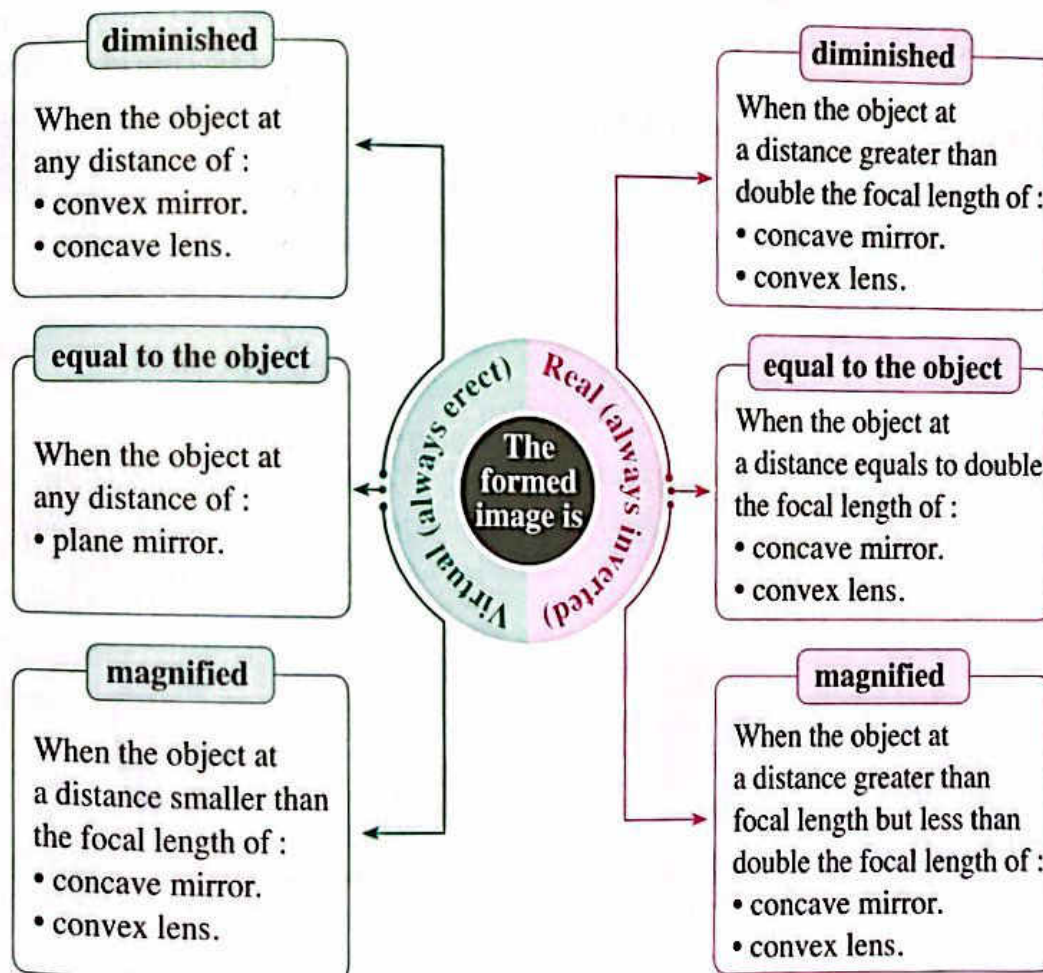 diminished
When the object at
any distance of :
• convex mirror.
• concave lens.
equal to the object
When the object at
any distance of :
• plane mirror.
magnified
When the object at
a distance smaller than
the focal length of :
• concave mirror.
• convex lens.
Virtual (always erect)
The
formed
image is
Real (always inverted)
diminished
When the object at
a distance greater than
double the focal length of :
• concave mirror.
• convex lens.
equal to the object
When the object at
a distance equals to double
the focal length of :
• concave mirror.
• convex lens.
magnified
When the object at
a distance greater than
focal length but less than
double the focal length of :
• concave mirror.
• convex lens.